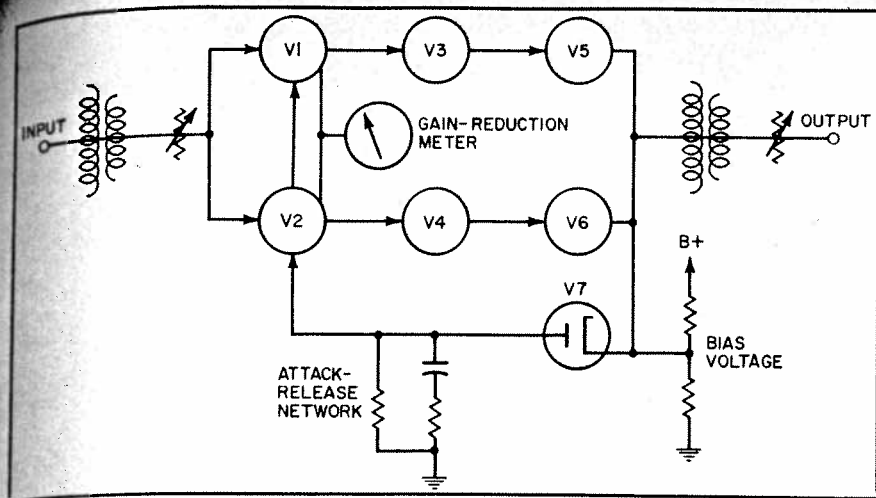 V1
V3
V5
INPUT
GAIN-REDUCTION
METER
OUTPUT
V2
V4
V6
B+
V7
BIAS
VOLTAGE
ATTACK-
RELEASE
NETWORK